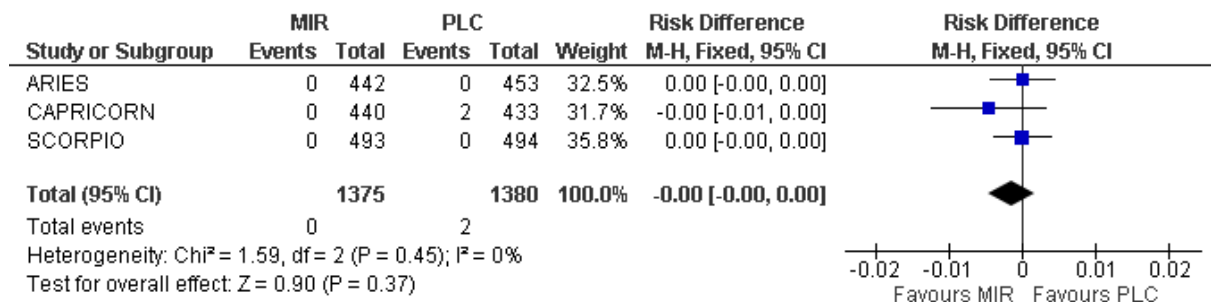 MIR PLC Risk Difference Risk Difference
Study or Subgroup Events Total Events Total Weight M-H, Fixed, 95% CI M-H, Fixed, 95% CI
ARIES 0 442 0 453 32.5% 0.00 [-0.00, 0.00]
CAPRICORN 0 440 2 433 31.7% -0.00 [-0.01, 0.00]
SCORPIO 0 493 0 494 35.8% 0.00 [-0.00, 0.00]
Total (95% CI) 1375 1380 100.0% -0.00 [-0.00, 0.00]
Total events 0 2
Heterogeneity: Chi² = 1.59, df = 2 (P = 0.45); I² = 0%
Test for overall effect: Z = 0.90 (P = 0.37)
-0.02 -0.01 0 0.01 0.02
Favours MIR Favours PLC